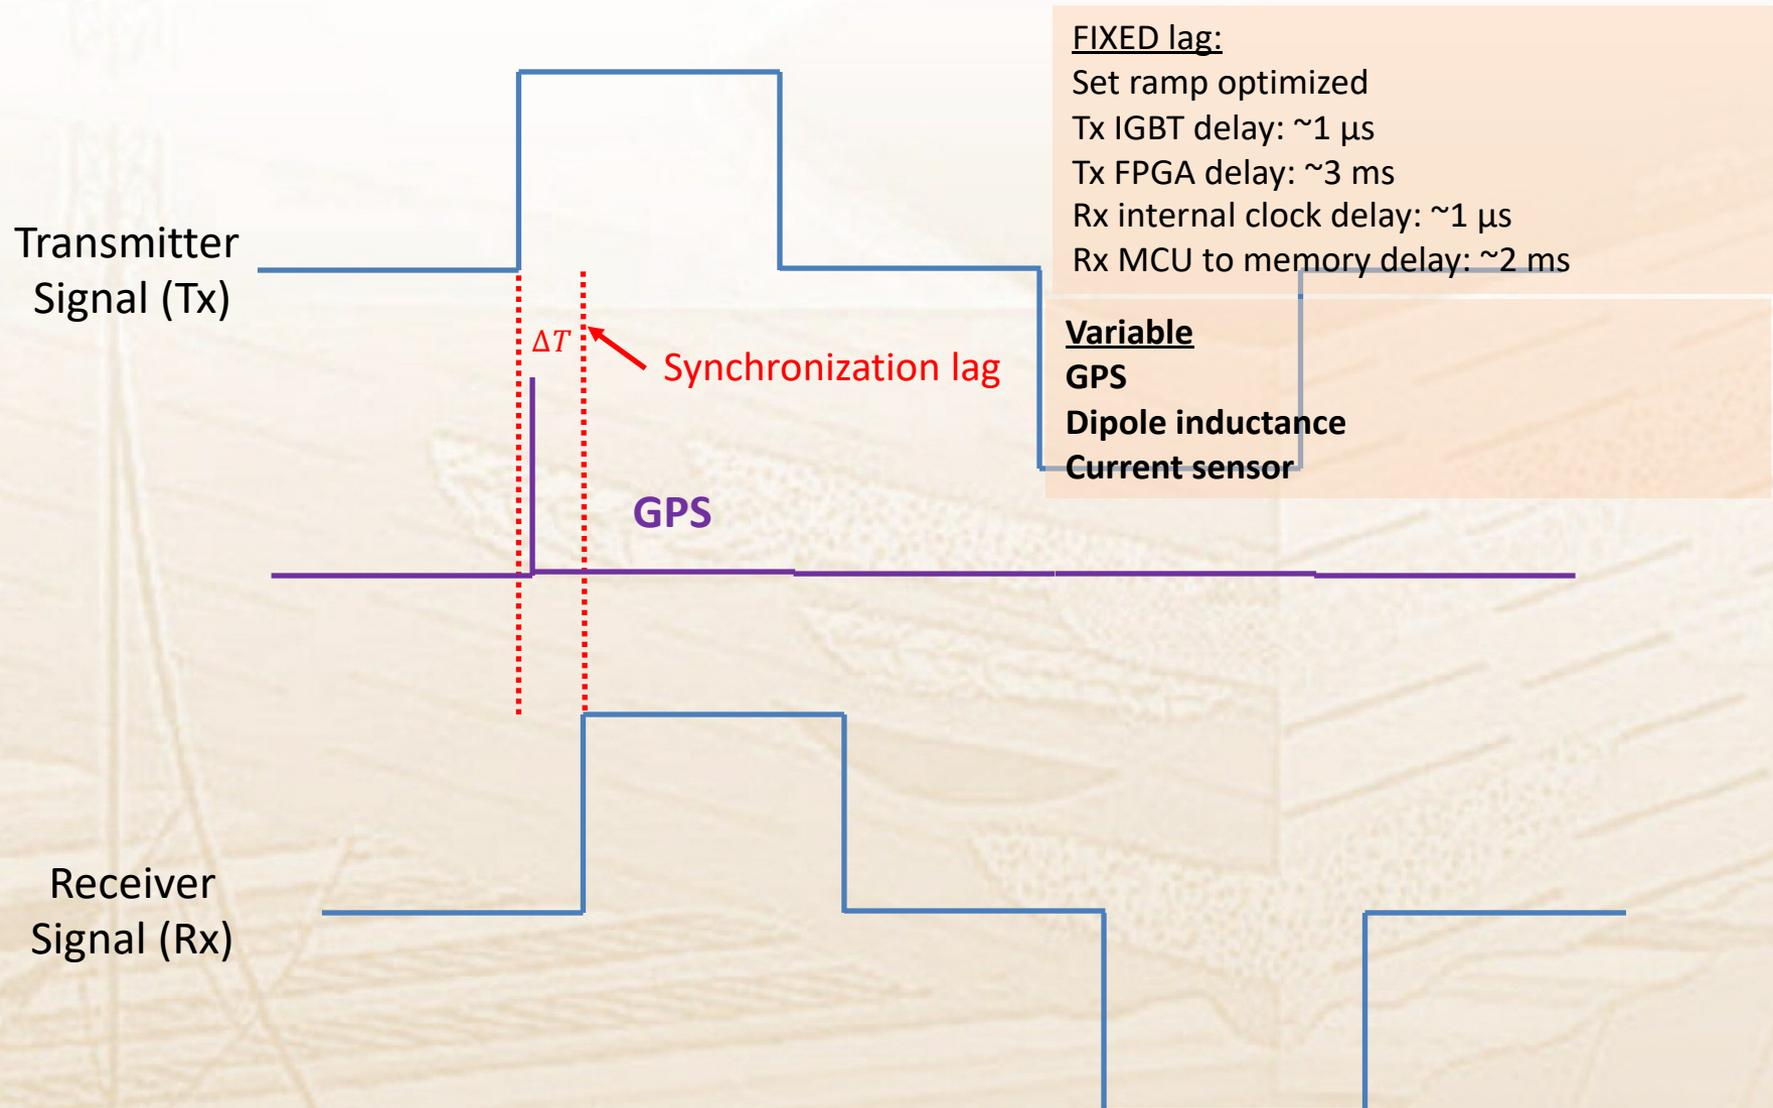 FIXED lag:
Set ramp optimized
Tx IGBT delay: ~1 μs
Tx FPGA delay: ~3 ms
Rx internal clock delay: ~1 μs
Rx MCU to memory delay: ~2 ms
Transmitter
Signal (Tx)
Variable
GPS
Dipole inductance
Current sensor
ΔT
Synchronization lag
GPS
Receiver
Signal (Rx)